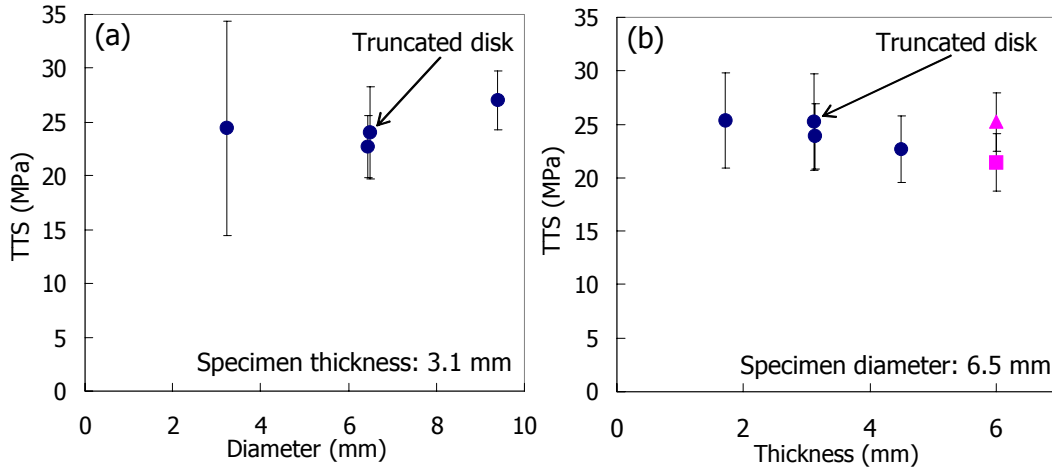 (a)
Truncated disk
35
30
25
20
15
10
5
0
TTS (MPa)
Specimen thickness: 3.1 mm
0 2 4 6 8 10
Diameter (mm)
(b)
Truncated disk
35
30
25
20
15
10
5
0
TTS (MPa)
Specimen diameter: 6.5 mm
0 2 4 6
Thickness (mm)